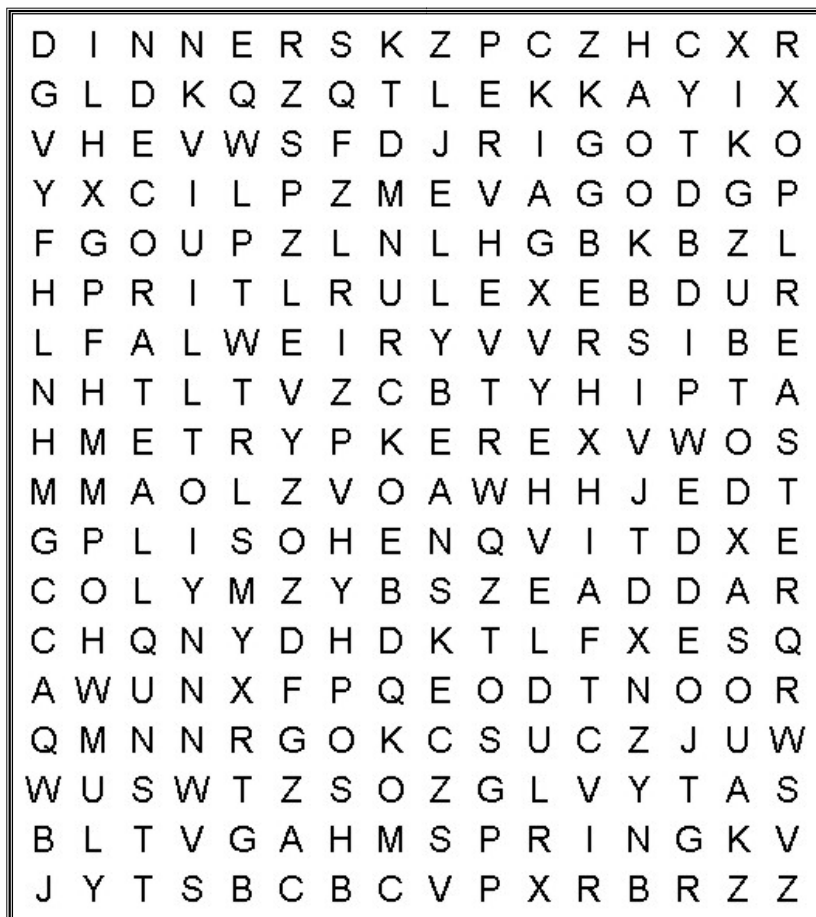 D I N N E R S K Z P C Z H C X R
G L D K Q Z Q T L E K K A Y I X
V H E V W S F D J R I G O T K O
Y X C I L P Z M E V A G O D G P
F G O U P Z L N L H G B K B Z L
H P R I T L R U L E X E B D U R
L F A L W E I R Y V V R S I B E
N H T L T V Z C B T Y H I P T A
H M E T R Y P K E R E X V W O S
M M A O L Z V O A W H H J E D T
G P L I S O H E N Q V I T D X E
C O L Y M Z Y B S Z E A D D A R
C H Q N Y D H D K T L F X E S Q
A W U N X F P Q E O D T N O O R
Q M N N R G O K C S U C Z J U W
W U S W T Z S O Z G L V Y T A S
B L T V G A H M S P R I N G K V
J Y T S B C B C V P X R B R Z Z